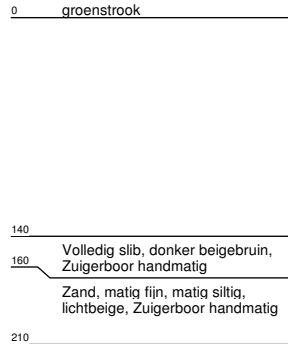 0 groenstrook
140
Volledig slib, donker beigebruin,
160 Zuigerboor handmatig
Zand, matig fijn, matig siltig,
lichtbeige, Zuigerboor handmatig
210